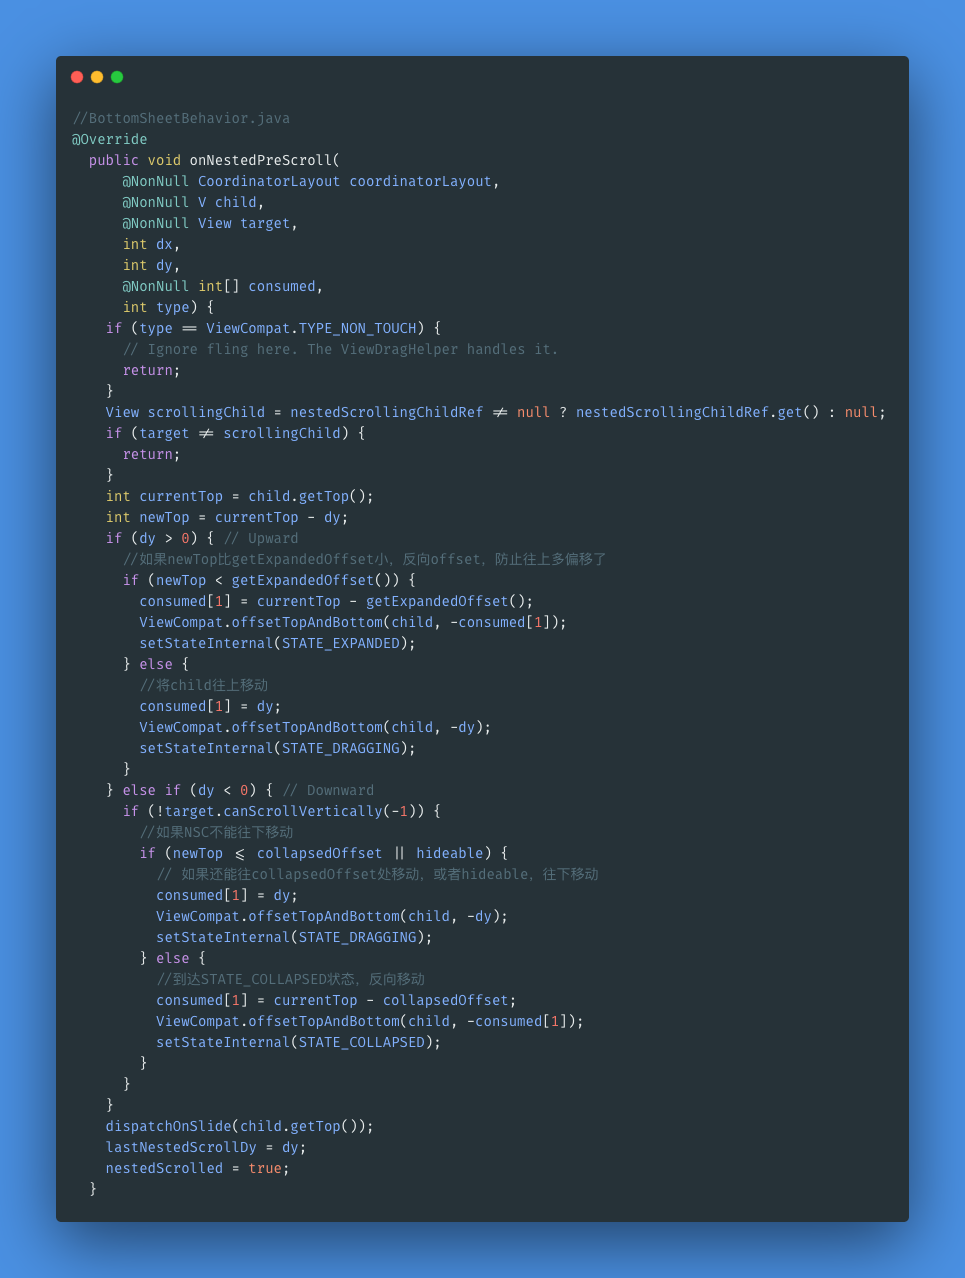 //BottomSheetBehavior.java
@Override
  public void onNestedPreScroll(
      @NonNull CoordinatorLayout coordinatorLayout,
      @NonNull V child,
      @NonNull View target,
      int dx,
      int dy,
      @NonNull int[] consumed,
      int type) {
    if (type == ViewCompat.TYPE_NON_TOUCH) {
      // Ignore fling here. The ViewDragHelper handles it.
      return;
    }
    View scrollingChild = nestedScrollingChildRef != null ? nestedScrollingChildRef.get() : null;
    if (target != scrollingChild) {
      return;
    }
    int currentTop = child.getTop();
    int newTop = currentTop - dy;
    if (dy > 0) { // Upward
      //如果newTop比getExpandedOffset小，反向offset，防止往上多偏移了
      if (newTop < getExpandedOffset()) {
        consumed[1] = currentTop - getExpandedOffset();
        ViewCompat.offsetTopAndBottom(child, -consumed[1]);
        setStateInternal(STATE_EXPANDED);
      } else {
        //将child往上移动
        consumed[1] = dy;
        ViewCompat.offsetTopAndBottom(child, -dy);
        setStateInternal(STATE_DRAGGING);
      }
    } else if (dy < 0) { // Downward
      if (!target.canScrollVertically(-1)) {
        //如果NSC不能往下移动
        if (newTop <= collapsedOffset || hideable) {
          // 如果还能往collapsedOffset处移动，或者hideable，往下移动
          consumed[1] = dy;
          ViewCompat.offsetTopAndBottom(child, -dy);
          setStateInternal(STATE_DRAGGING);
        } else {
          //到达STATE_COLLAPSED状态，反向移动
          consumed[1] = currentTop - collapsedOffset;
          ViewCompat.offsetTopAndBottom(child, -consumed[1]);
          setStateInternal(STATE_COLLAPSED);
        }
      }
    }
    dispatchOnSlide(child.getTop());
    lastNestedScrollDy = dy;
    nestedScrolled = true;
  }